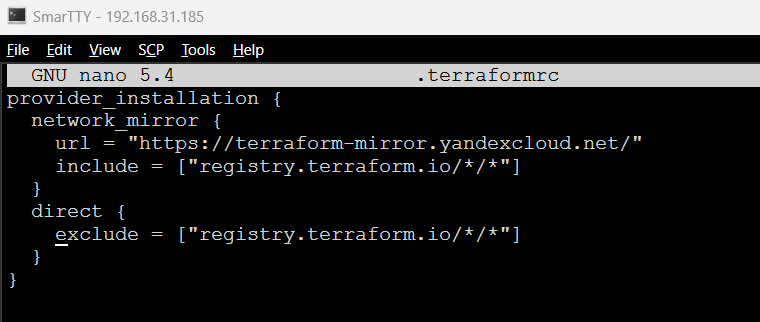 SmarTTY - 192.168.31.185
File Edit View SCP Tools Help
GNU nano 5.4 .terraformrc
provider_installation {
  network_mirror {
    url = "https://terraform-mirror.yandexcloud.net/"
    include = ["registry.terraform.io/*/*"]
  }
  direct {
    exclude = ["registry.terraform.io/*/*"]
  }
}